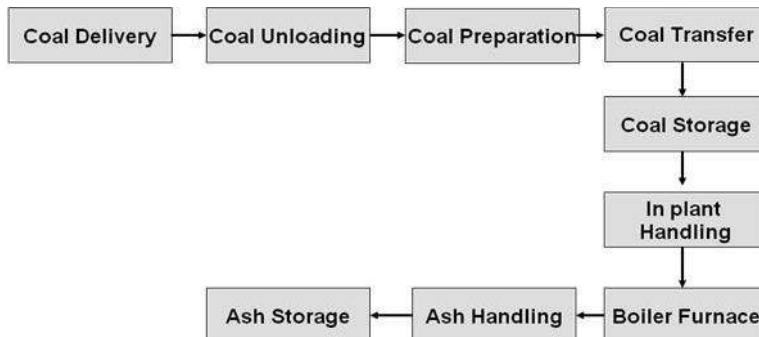 Coal Delivery
Coal Unloading
Coal Preparation
Coal Transfer
Coal Storage
In plant
Handling
Boiler Furnace
Ash Handling
Ash Storage